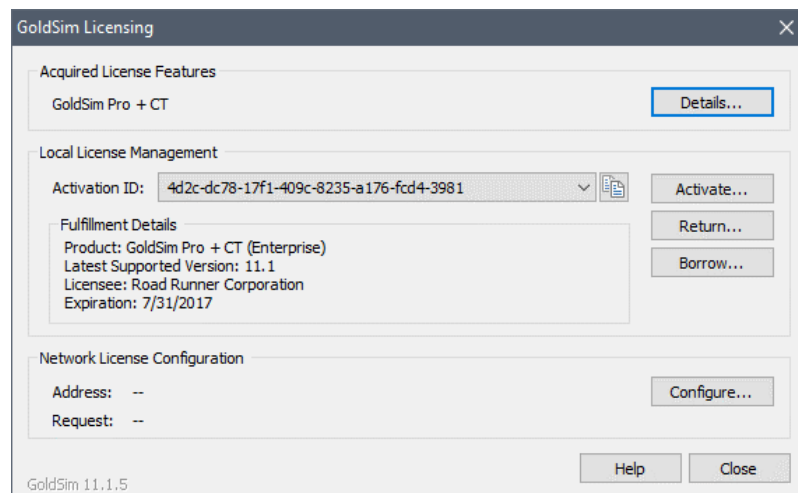 GoldSim Licensing
Acquired License Features
GoldSim Pro + CT
Details...
Local License Management
Activation ID: 4d2c-dc78-17f1-409c-8235-a176-fcd4-3981
Activate...
Fulfillment Details
Return...
Product: GoldSim Pro + CT (Enterprise)
Latest Supported Version: 11.1
Borrow...
Licensee: Road Runner Corporation
Expiration: 7/31/2017
Network License Configuration
Address: --
Configure...
Request: --
Help
Close
GoldSim 11.1.5